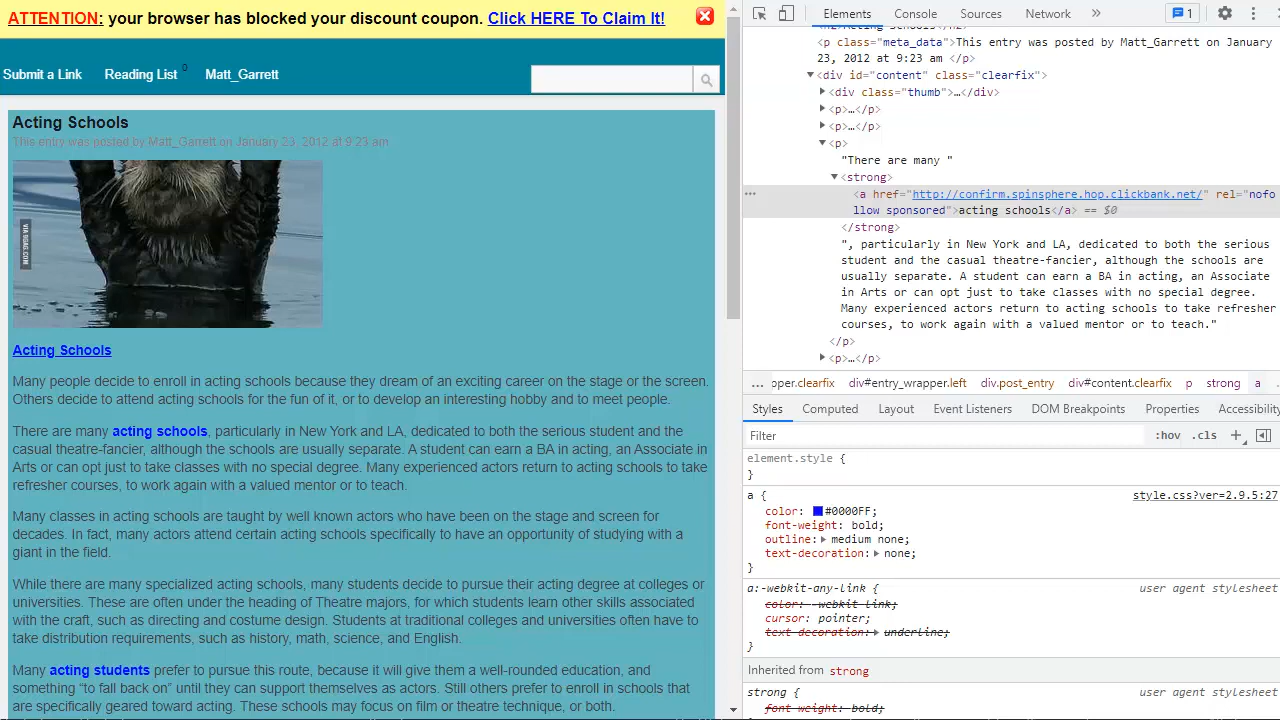 ATTENTION: your browser has blocked your discount coupon. Click HERE To Claim It!
Submit a Link Reading List 0 Matt_Garrett
Acting Schools
This entry was posted by Matt_Garrett on January 23, 2012 at 9:23 am
VIA 9GAG.COM
Acting Schools
Many people decide to enroll in acting schools because they dream of an exciting career on the stage or the screen.
Others decide to attend acting schools for the fun of it, or to develop an interesting hobby and to meet people.
There are many acting schools, particularly in New York and LA, dedicated to both the serious student and the
casual theatre-fancier, although the schools are usually separate. A student can earn a BA in acting, an Associate in
Arts or can opt just to take classes with no special degree. Many experienced actors return to acting schools to take
refresher courses, to work again with a valued mentor or to teach.
Many classes in acting schools are taught by well known actors who have been on the stage and screen for
decades. In fact, many actors attend certain acting schools specifically to have an opportunity of studying with a
giant in the field.
While there are many specialized acting schools, many students decide to pursue their acting degree at colleges or
universities. These are often under the heading of Theatre majors, for which students learn other skills associated
with the craft, such as directing and costume design. Students at traditional colleges and universities often have to
take distribution requirements, such as history, math, science, and English.
Many acting students prefer to pursue this route, because it will give them a well-rounded education, and
something “to fall back on” until they can support themselves as actors. Still others prefer to enroll in schools that
are specifically geared toward acting. These schools may focus on film or theatre technique, or both.
Elements Console Sources Network » 1
<h2>Acting Schools</h2>
<p class="meta_data">This entry was posted by Matt_Garrett on January
23, 2012 at 9:23 am </p>
<div id="content" class="clearfix">
<div class="thumb">…</div>
<p>…</p>
<p>…</p>
<p>
"There are many "
<strong>
<a href="http://confirm.spinsphere.hop.clickbank.net/" rel="nofo
llow sponsored">acting schools</a> == $0
</strong>
", particularly in New York and LA, dedicated to both the serious
student and the casual theatre-fancier, although the schools are
usually separate. A student can earn a BA in acting, an Associate
in Arts or can opt just to take classes with no special degree.
Many experienced actors return to acting schools to take refresher
courses, to work again with a valued mentor or to teach."
</p>
<p>…</p>
… pper.clearfix div#entry_wrapper.left div.post_entry div#content.clearfix p strong a
Styles Computed Layout Event Listeners DOM Breakpoints Properties Accessibility
Filter :hov .cls +
element.style {
}
a { style.css?ver=2.9.5:27
color: #0000FF;
font-weight: bold;
outline: medium none;
text-decoration: none;
}
a:-webkit-any-link { user agent stylesheet
color: -webkit-link;
cursor: pointer;
text-decoration: underline;
}
Inherited from strong
strong { user agent stylesheet
font-weight: bold;